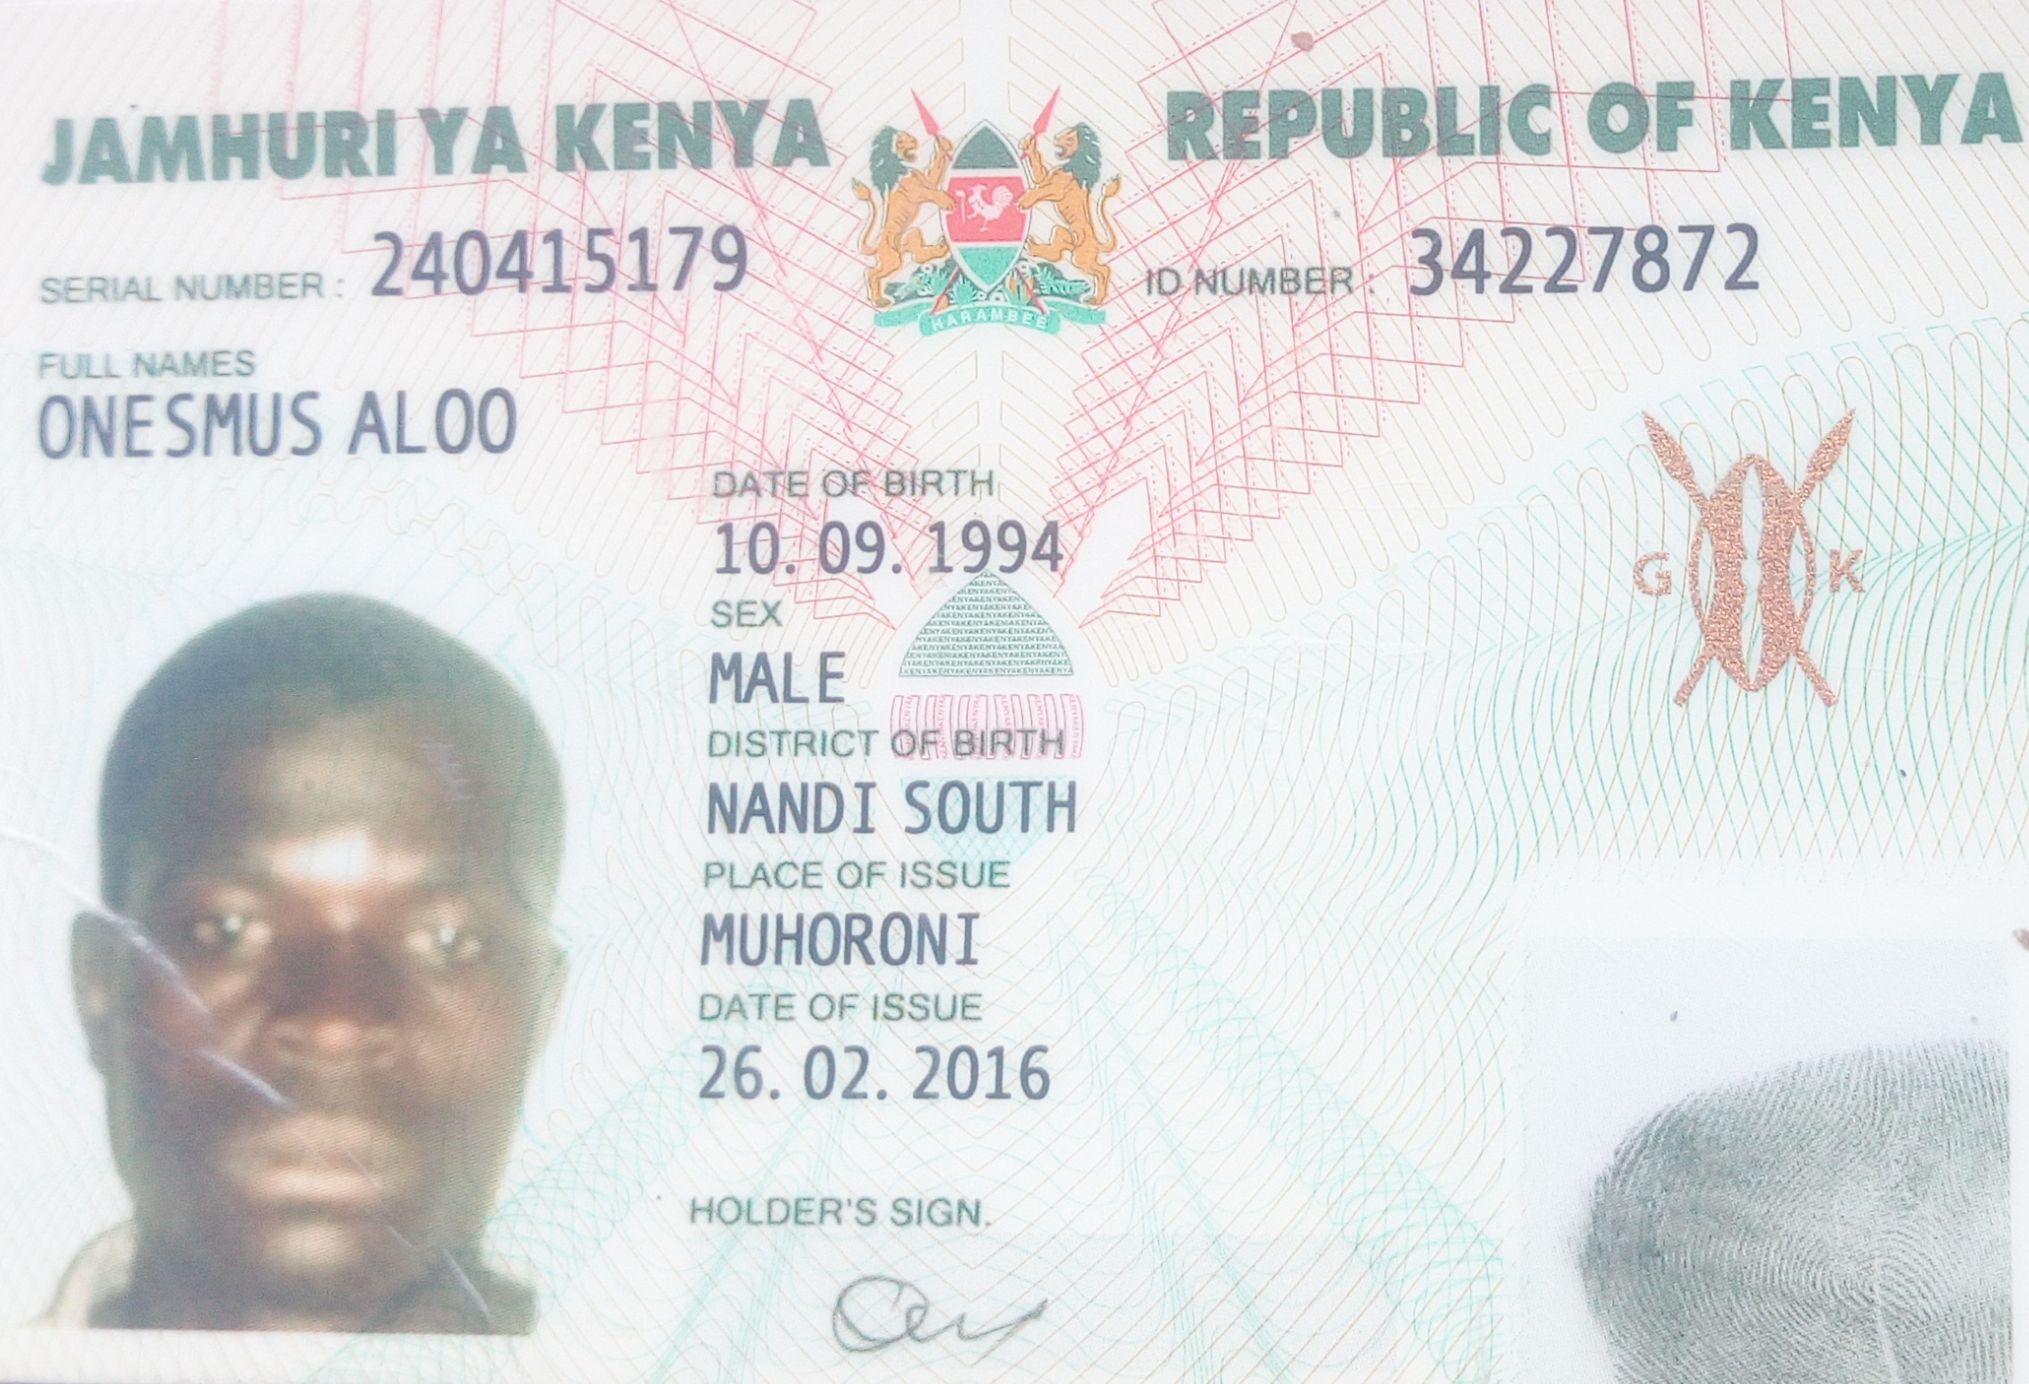 JAMHURI YA KENYA REPUBLIC OF KENYA
SERIAL NUMBER : 240415179 ID NUMBER : 34227872
HARAMBEE
FULL NAMES
ONESMUS ALOO
DATE OF BIRTH
10. 09. 1994
SEX
MALE
G K
DISTRICT OF BIRTH
NANDI SOUTH
PLACE OF ISSUE
MUHORONI
DATE OF ISSUE
26. 02. 2016
HOLDER'S SIGN.